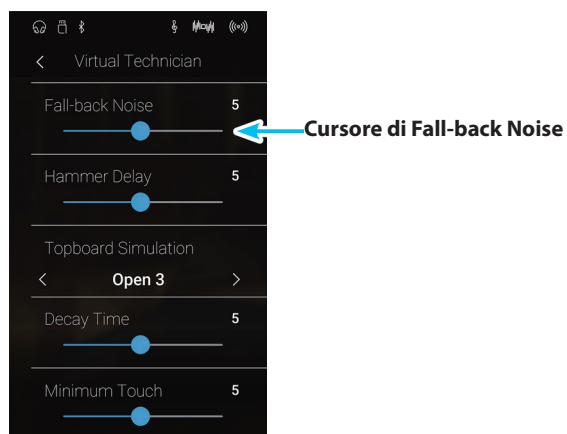 Virtual Technician
Fall-back Noise 5
Cursore di Fall-back Noise
Hammer Delay 5
Topboard Simulation
< Open 3 >
Decay Time 5
Minimum Touch 5